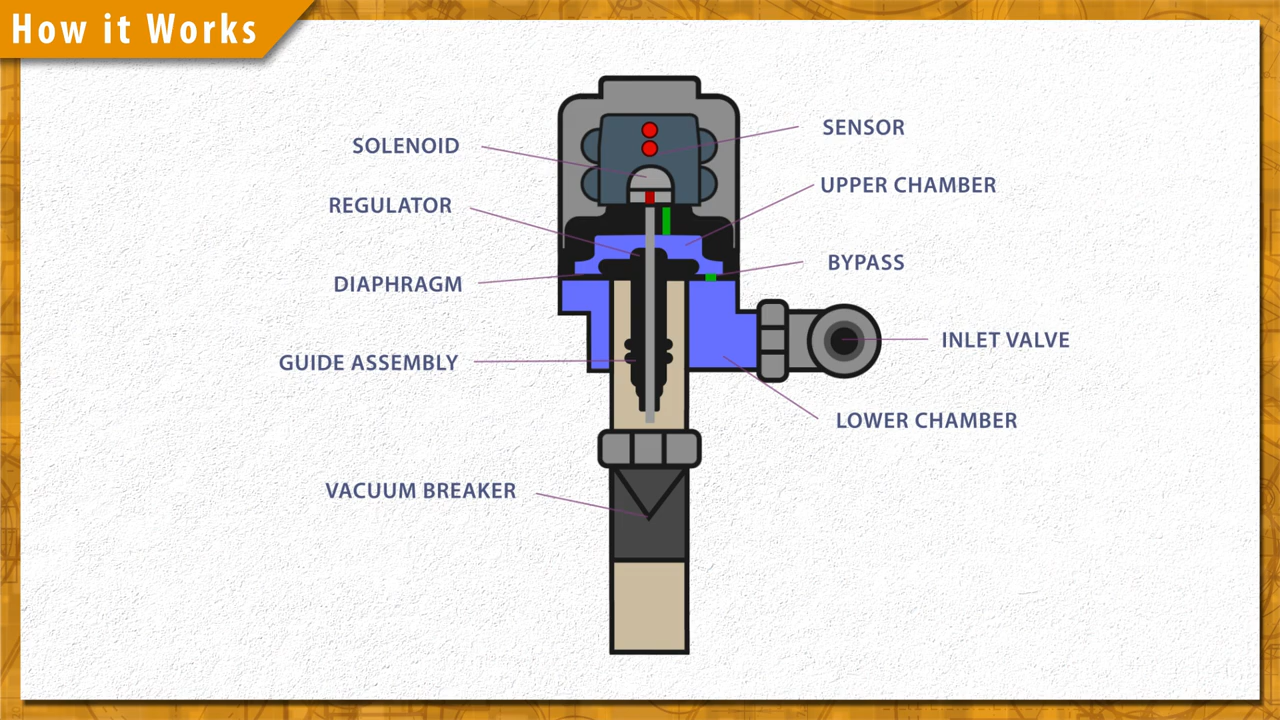 How it Works
SOLENOID
SENSOR
UPPER CHAMBER
REGULATOR
BYPASS
DIAPHRAGM
INLET VALVE
GUIDE ASSEMBLY
LOWER CHAMBER
VACUUM BREAKER